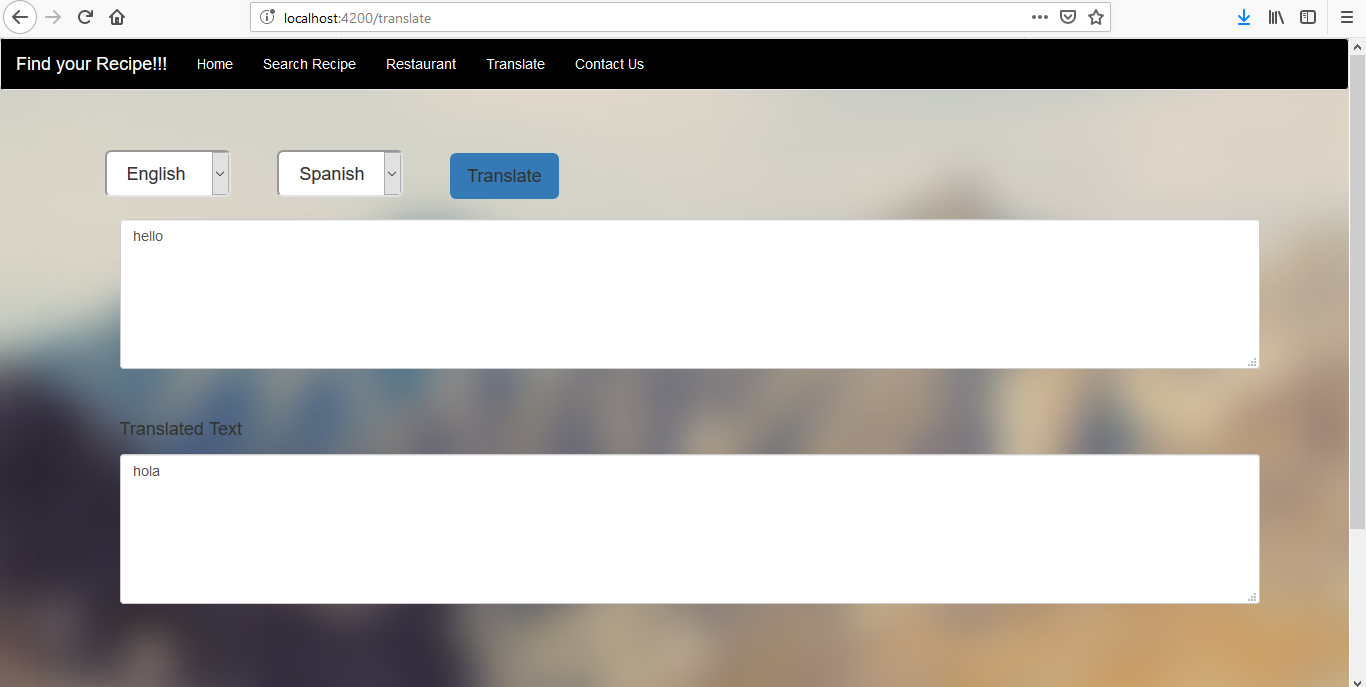 localhost:4200/translate
Find your Recipe!!! Home Search Recipe Restaurant Translate Contact Us
English Spanish Translate
hello
Translated Text
hola